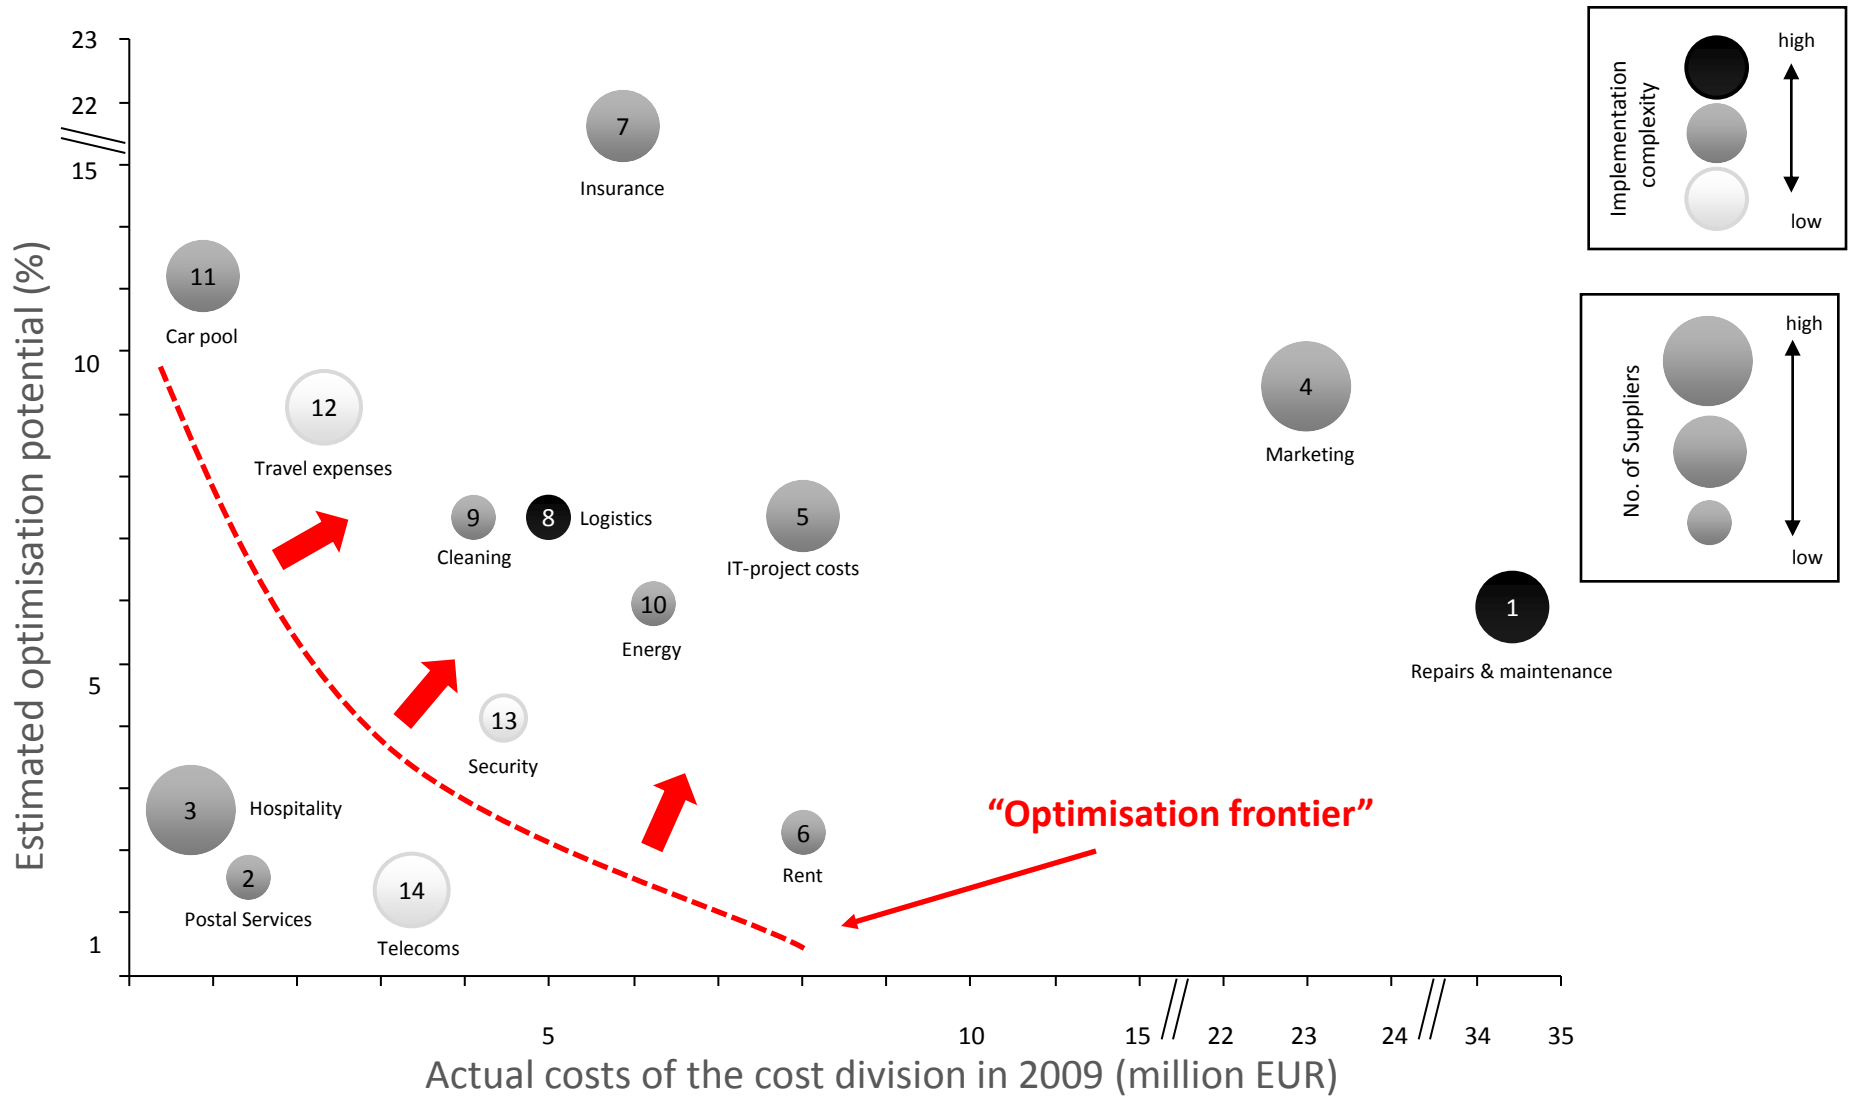 23
22
15
10
5
1
Estimated optimisation potential (%)
7
Insurance
11
Car pool
12
Travel expenses
4
Marketing
9
Cleaning
8
Logistics
5
IT-project costs
10
Energy
1
Repairs & maintenance
13
Security
3
Hospitality
2
Postal Services
14
Telecoms
6
Rent
“Optimisation frontier”
5
10
15
22
23
24
34
35
Actual costs of the cost division in 2009 (million EUR)
Implementation
complexity
high
low
No. of Suppliers
high
low